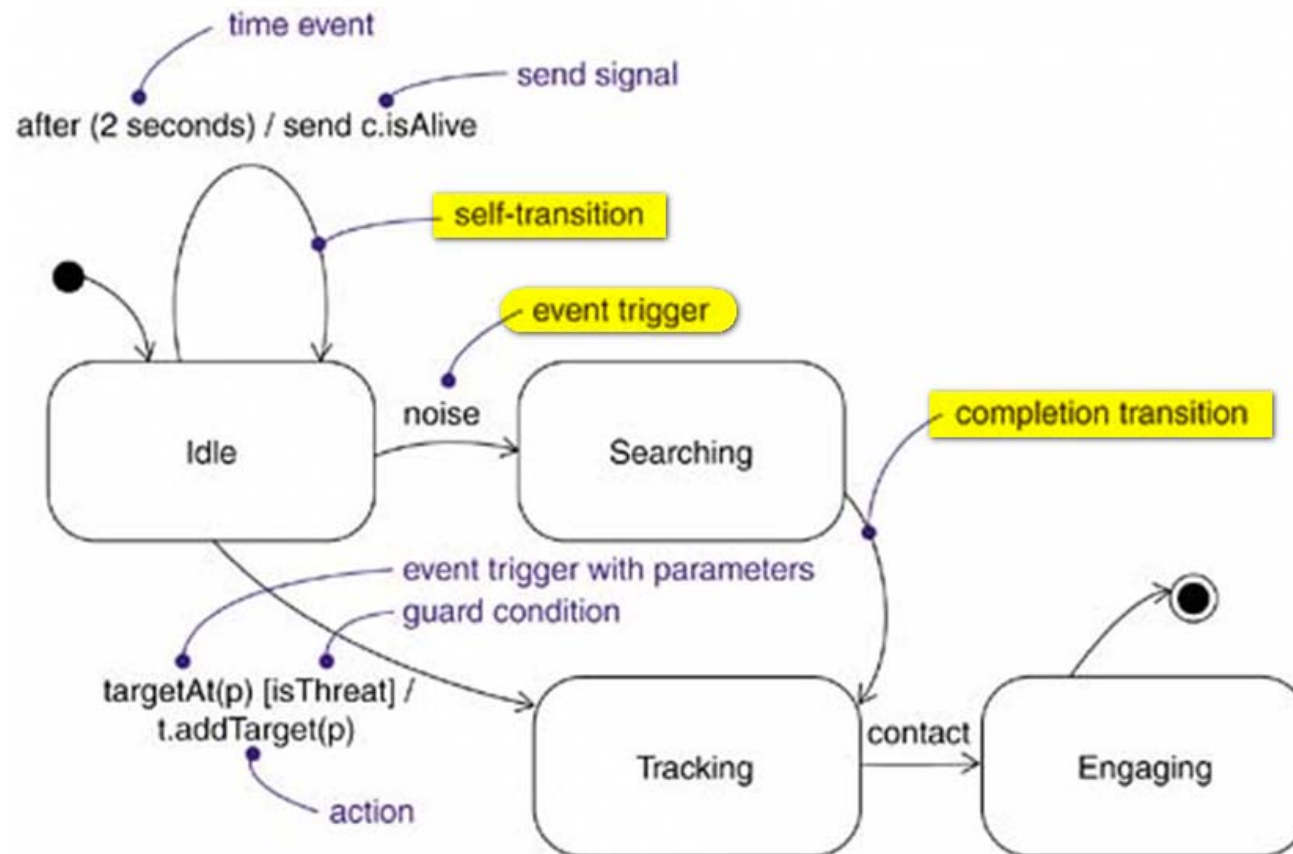 time event
send signal
after (2 seconds) / send c.isAlive
self-transition
event trigger
noise
completion transition
Idle
Searching
event trigger with parameters
guard condition
targetAt(p) [isThreat] /
t.addTarget(p)
contact
Tracking
Engaging
action